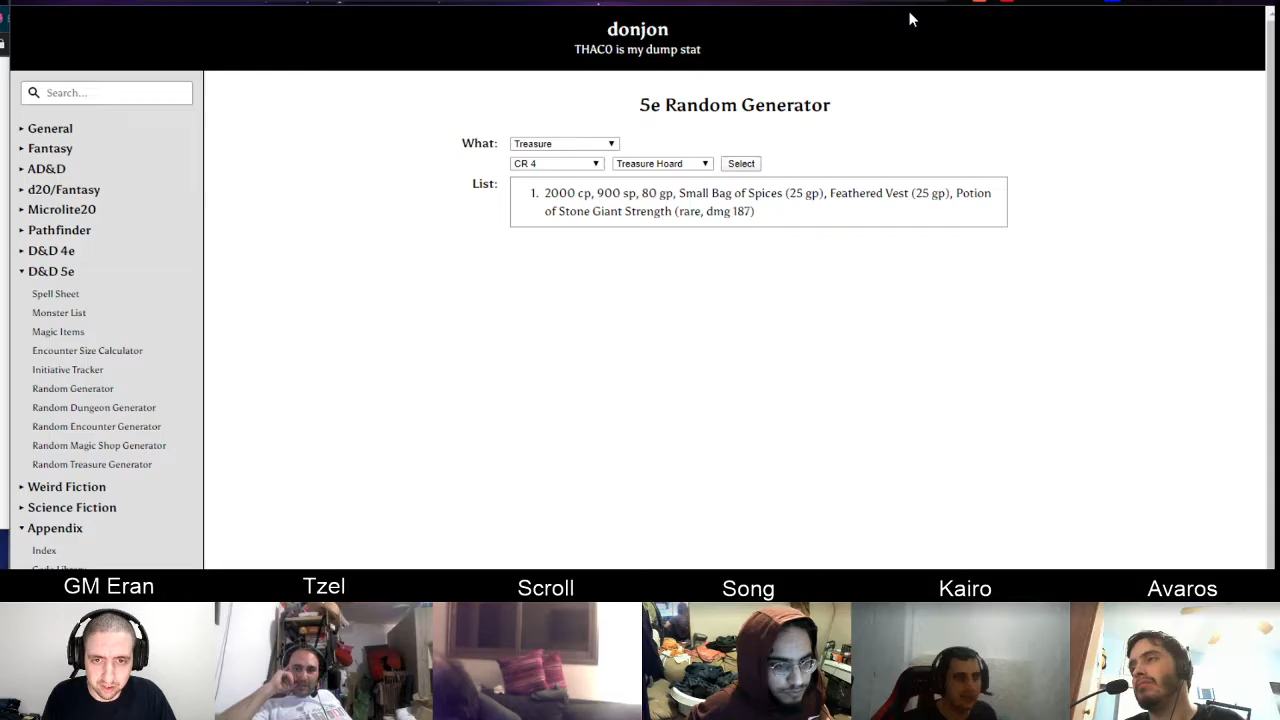 donjon
THAC0 is my dump stat
Search...
General
Fantasy
AD&D
d20/Fantasy
Microlite20
Pathfinder
D&D 4e
D&D 5e
Spell Sheet
Monster List
Magic Items
Encounter Size Calculator
Initiative Tracker
Random Generator
Random Dungeon Generator
Random Encounter Generator
Random Magic Shop Generator
Random Treasure Generator
Weird Fiction
Science Fiction
Appendix
Index
5e Random Generator
What: Treasure
CR 4 Treasure Hoard Select
List: 1. 2000 cp, 900 sp, 80 gp, Small Bag of Spices (25 gp), Feathered Vest (25 gp), Potion
of Stone Giant Strength (rare, dmg 187)
GM Eran Tzel Scroll Song Kairo Avaros